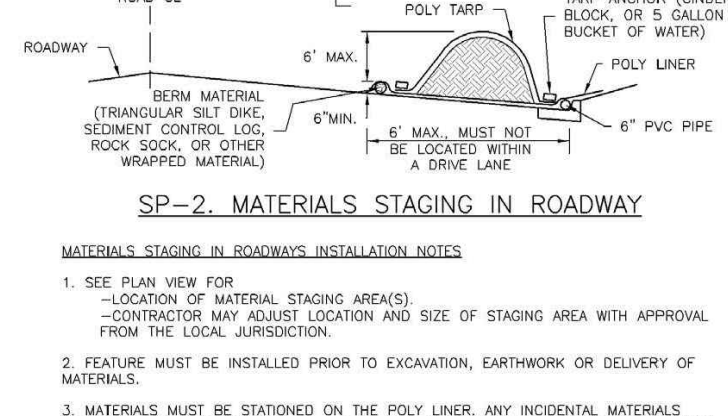 ROAD CL
POLY TARP
TARP ANCHOR (CINDER
BLOCK, OR 5 GALLON
BUCKET OF WATER)
ROADWAY
6' MAX.
POLY LINER
BERM MATERIAL
(TRIANGULAR SILT DIKE,
SEDIMENT CONTROL LOG,
ROCK SOCK, OR OTHER
WRAPPED MATERIAL)
6"MIN.
6' MAX., MUST NOT
BE LOCATED WITHIN
A DRIVE LANE
6" PVC PIPE
SP-2. MATERIALS STAGING IN ROADWAY
MATERIALS STAGING IN ROADWAYS INSTALLATION NOTES
1. SEE PLAN VIEW FOR
-LOCATION OF MATERIAL STAGING AREA(S).
-CONTRACTOR MAY ADJUST LOCATION AND SIZE OF STAGING AREA WITH APPROVAL
FROM THE LOCAL JURISDICTION.
2. FEATURE MUST BE INSTALLED PRIOR TO EXCAVATION, EARTHWORK OR DELIVERY OF
MATERIALS.
3. MATERIALS MUST BE STATIONED ON THE POLY LINER. ANY INCIDENTAL MATERIALS